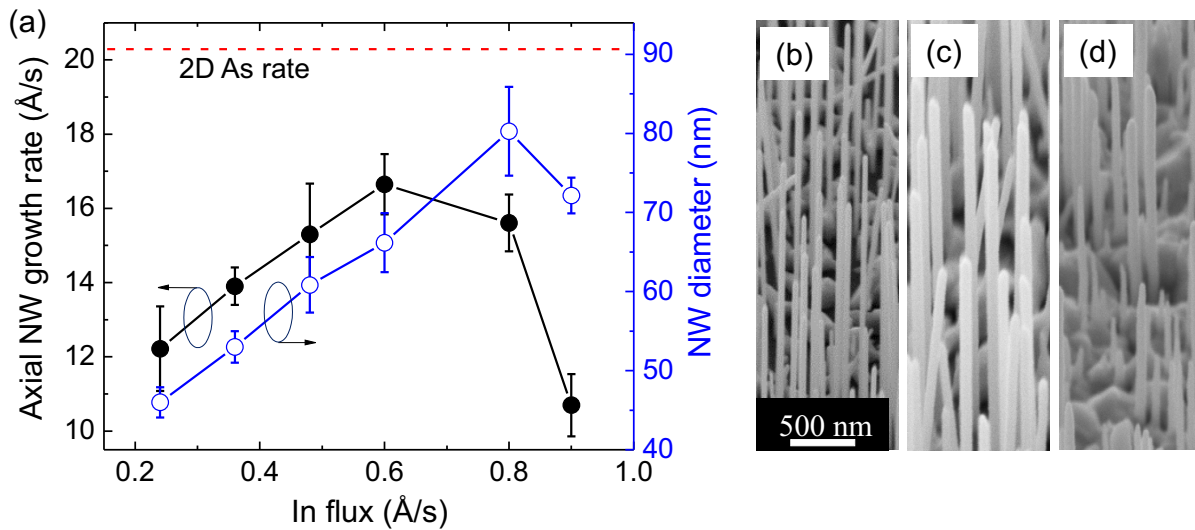 (a)
Axial NW growth rate (Å/s)
20
18
16
14
12
10
2D As rate
90
80
70
60
50
40
NW diameter (nm)
0.2
0.4
0.6
0.8
1.0
In flux (Å/s)
(b)
(c)
(d)
500 nm